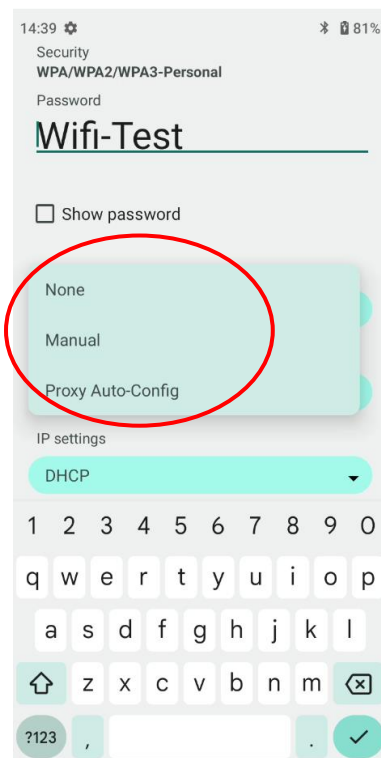 14:39 81%
Security
WPA/WPA2/WPA3-Personal
Password
Wifi-Test
Show password
None
Manual
Proxy Auto-Config
IP settings
DHCP
1 2 3 4 5 6 7 8 9 0
q w e r t y u i o p
a s d f g h j k l
z x c v b n m
?123 , .